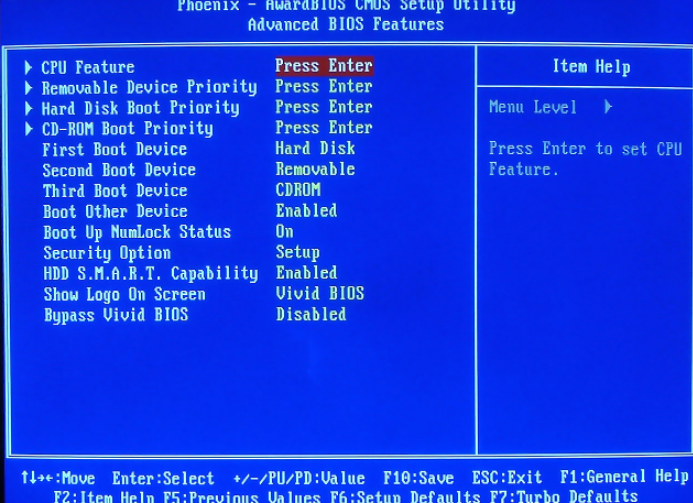 Phoenix - AwardBIOS CMOS Setup Utility
Advanced BIOS Features
CPU Feature Press Enter
Removable Device Priority Press Enter
Hard Disk Boot Priority Press Enter
CD-ROM Boot Priority Press Enter
First Boot Device Hard Disk
Second Boot Device Removable
Third Boot Device CDROM
Boot Other Device Enabled
Boot Up NumLock Status On
Security Option Setup
HDD S.M.A.R.T. Capability Enabled
Show Logo On Screen Vivid BIOS
Bypass Vivid BIOS Disabled
Item Help
Menu Level
Press Enter to set CPU
Feature.
↑↓→←:Move Enter:Select +/-/PU/PD:Value F10:Save ESC:Exit F1:General Help
F2:Item Help F5:Previous Values F6:Setup Defaults F7:Turbo Defaults